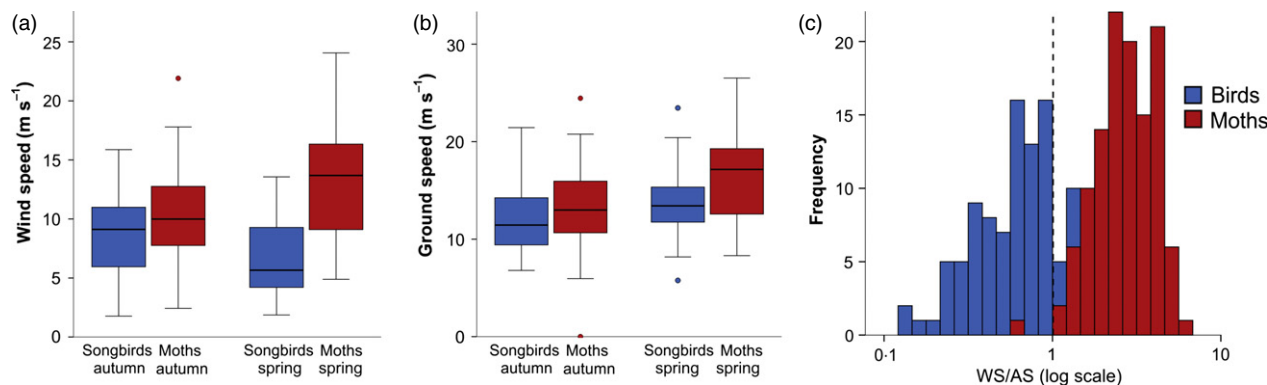 (a)
Wind speed (m s⁻¹)
25
20
15
10
5
0
Songbirds autumn
Moths autumn
Songbirds spring
Moths spring
(b)
Ground speed (m s⁻¹)
30
20
10
0
Songbirds autumn
Moths autumn
Songbirds spring
Moths spring
(c)
Frequency
20
15
10
5
0
0·1
1
10
WS/AS (log scale)
Birds
Moths